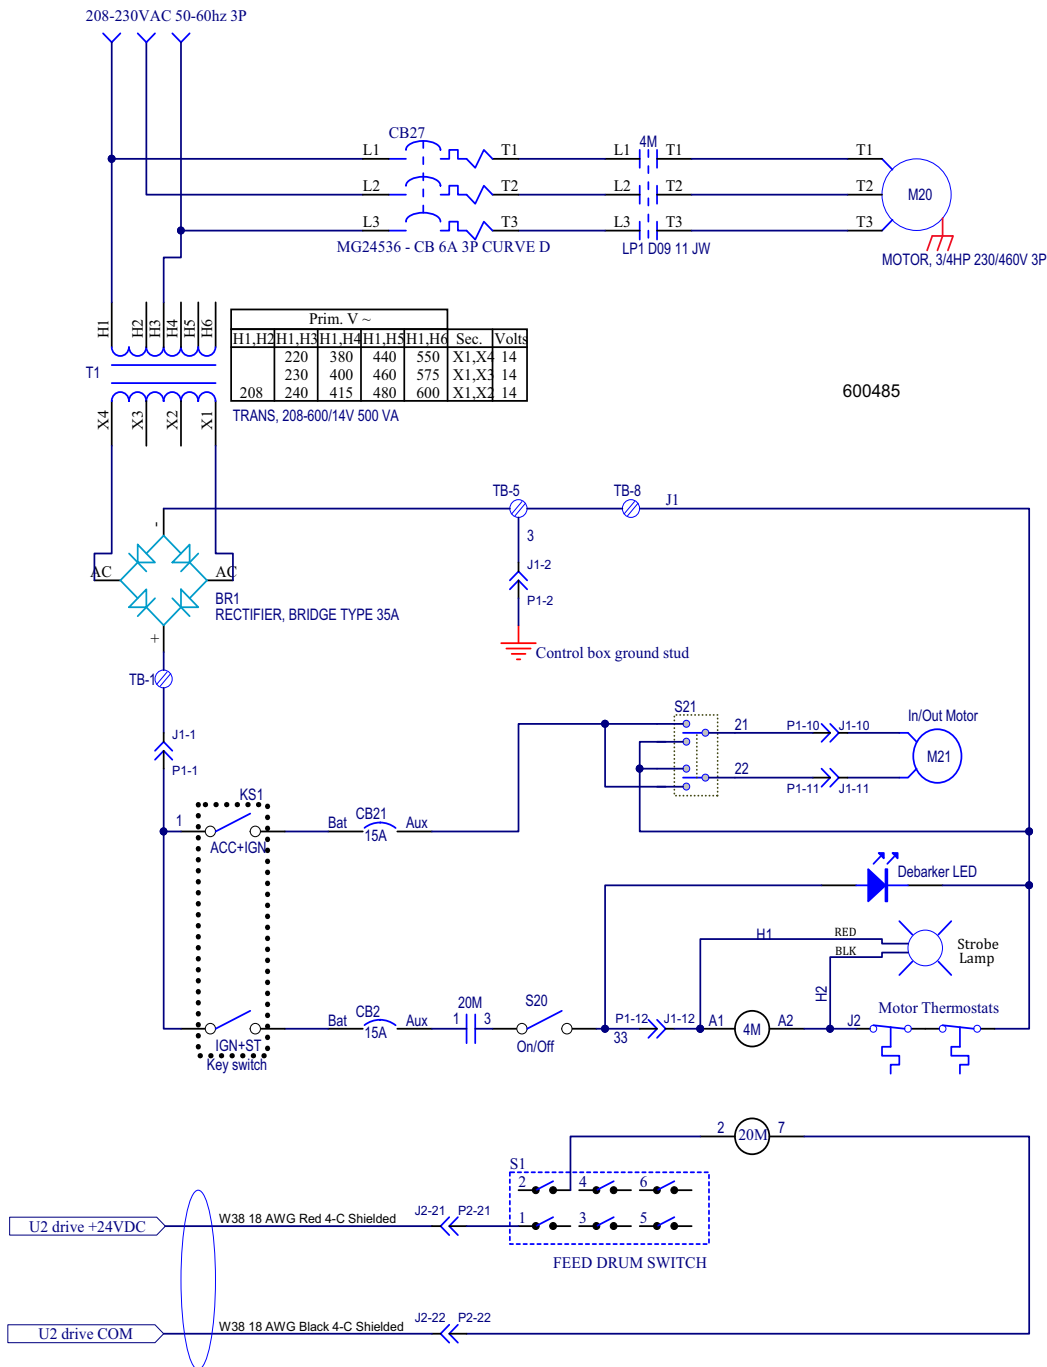 208-230VAC 50-60hz 3P
CB27
4M
L1 T1 L1 T1 T1
L2 T2 L2 T2 T2 M20
L3 T3 L3 T3 T3
MG24536 - CB 6A 3P CURVE D
LP1 D09 11 JW
MOTOR, 3/4HP 230/460V 3P
H1 H2 H3 H4 H5 H6
Prim. V ~
H1,H2 H1,H3 H1,H4 H1,H5 H1,H6 Sec. Volts
220 380 440 550 X1,X4 14
230 400 460 575 X1,X3 14
208 240 415 480 600 X1,X2 14
T1
TRANS, 208-600/14V 500 VA
600485
X4 X3 X2 X1
TB-5 TB-8 J1
-
3
J1-2
P1-2
AC AC
BR1
RECTIFIER, BRIDGE TYPE 35A
+
Control box ground stud
TB-1
J1-1
P1-1
S21
21 P1-10 J1-10
In/Out Motor
M21
22 P1-11 J1-11
KS1
1
ACC+IGN
Bat CB21 Aux
15A
Debarker LED
H1 RED
BLK
Strobe
Lamp
H2
Motor Thermostats
IGN+ST
Key switch
Bat CB2 Aux
15A
20M
1 3
S20
On/Off
P1-12 J1-12
33
A1 4M A2
J2
2 20M 7
S1
2 4 6
1 3 5
FEED DRUM SWITCH
U2 drive +24VDC
W38 18 AWG Red 4-C Shielded
J2-21 P2-21
U2 drive COM
W38 18 AWG Black 4-C Shielded
J2-22 P2-22